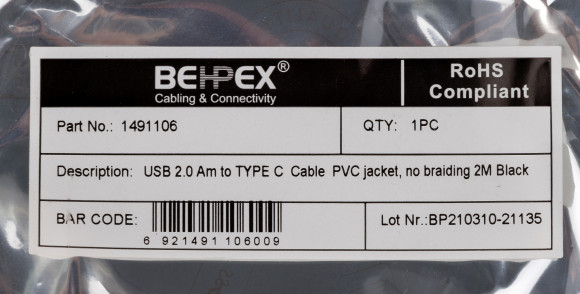 BEHPEX®
Cabling & Connectivity
RoHS
Compliant
Part No.: 1491106
QTY: 1PC
Description: USB 2.0 Am to TYPE C Cable PVC jacket, no braiding 2M Black
BAR CODE:
6 921491 106009
Lot Nr.:BP210310-21135